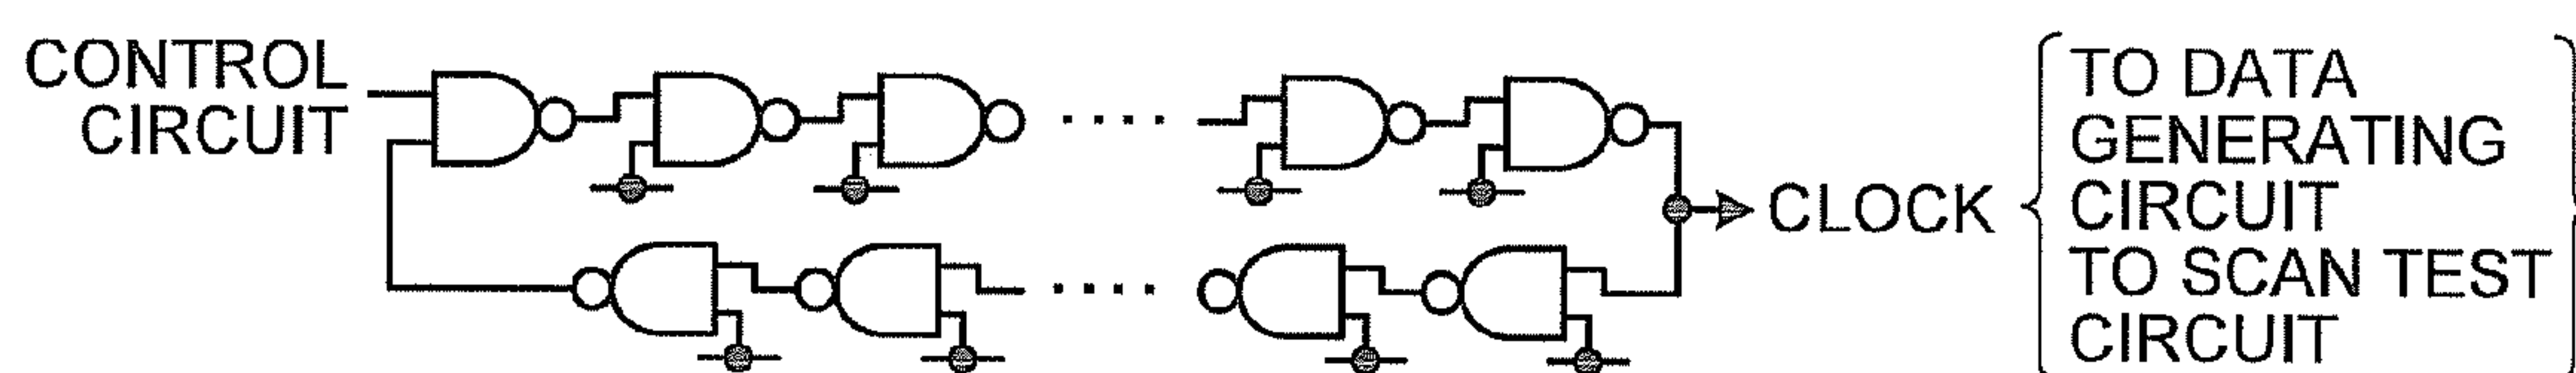 CONTROL
CIRCUIT
CLOCK
TO DATA
GENERATING
CIRCUIT
TO SCAN TEST
CIRCUIT